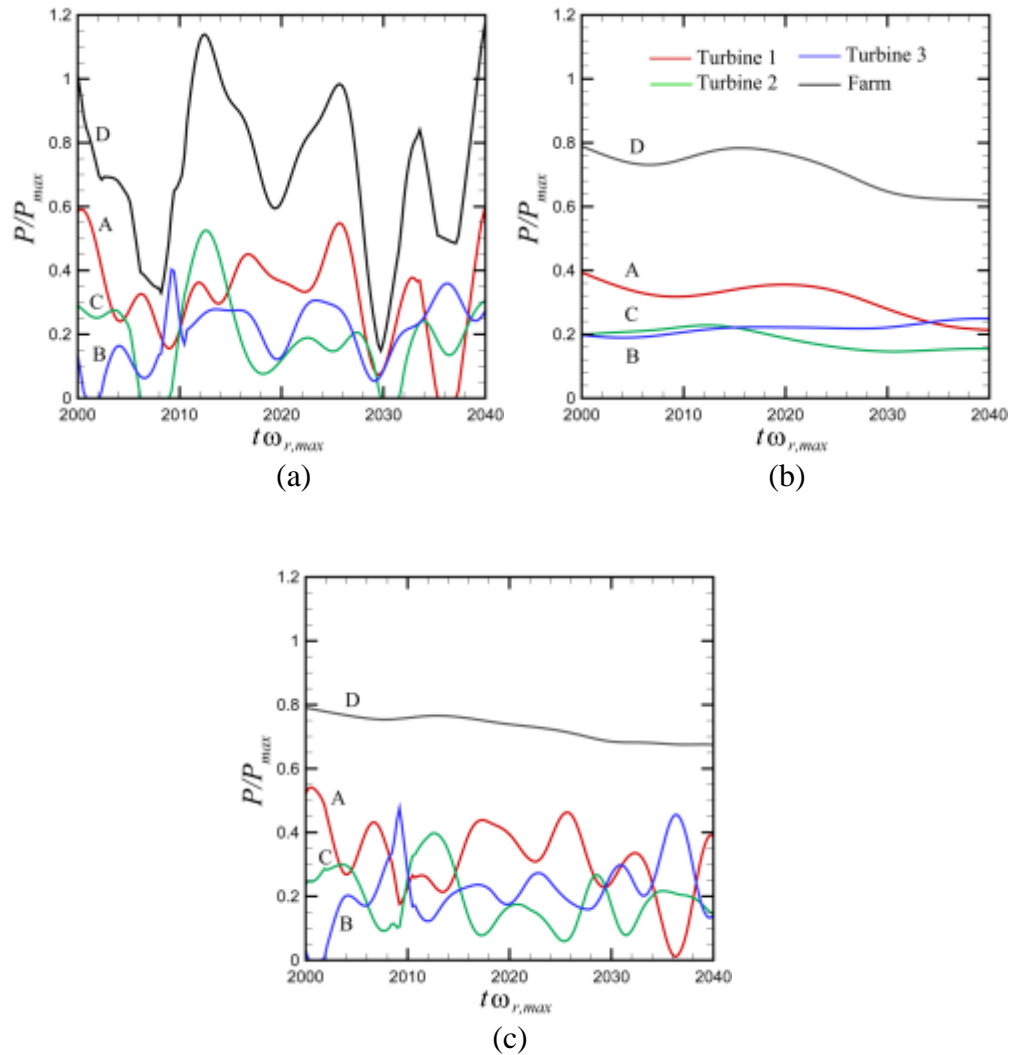 1.2
1
0.8
0.6
0.4
0.2
0
P/P_max
D
A
C
B
2000 2010 2020 2030 2040
tω_r,max
(a)
1.2
1
0.8
0.6
0.4
0.2
0
P/P_max
Turbine 1 Turbine 3
Turbine 2 Farm
D
A
C
B
2000 2010 2020 2030 2040
tω_r,max
(b)
1.2
1
0.8
0.6
0.4
0.2
0
P/P_max
D
A
C
B
2000 2010 2020 2030 2040
tω_r,max
(c)